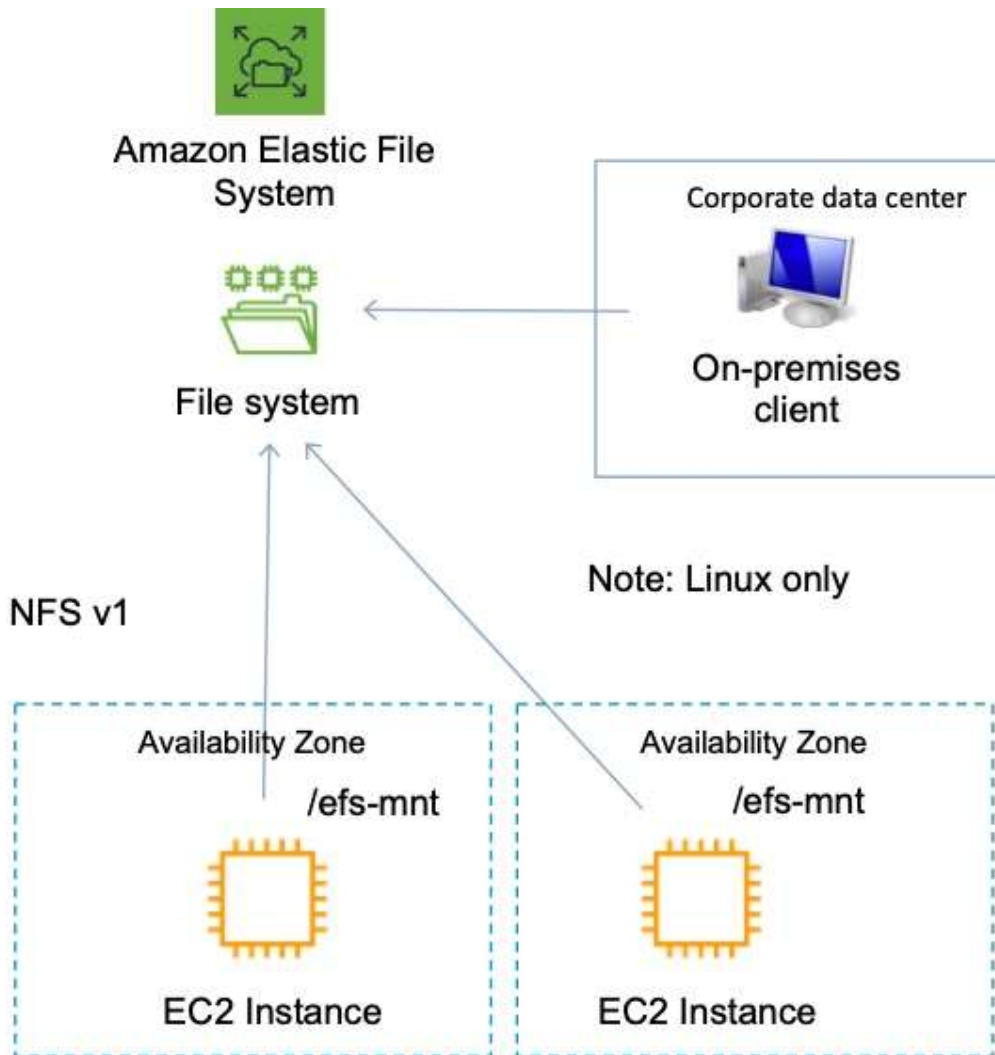 Amazon Elastic File
System
Corporate data center
On-premises
client
File system
Note: Linux only
NFS v1
Availability Zone
/efs-mnt
EC2 Instance
Availability Zone
/efs-mnt
EC2 Instance